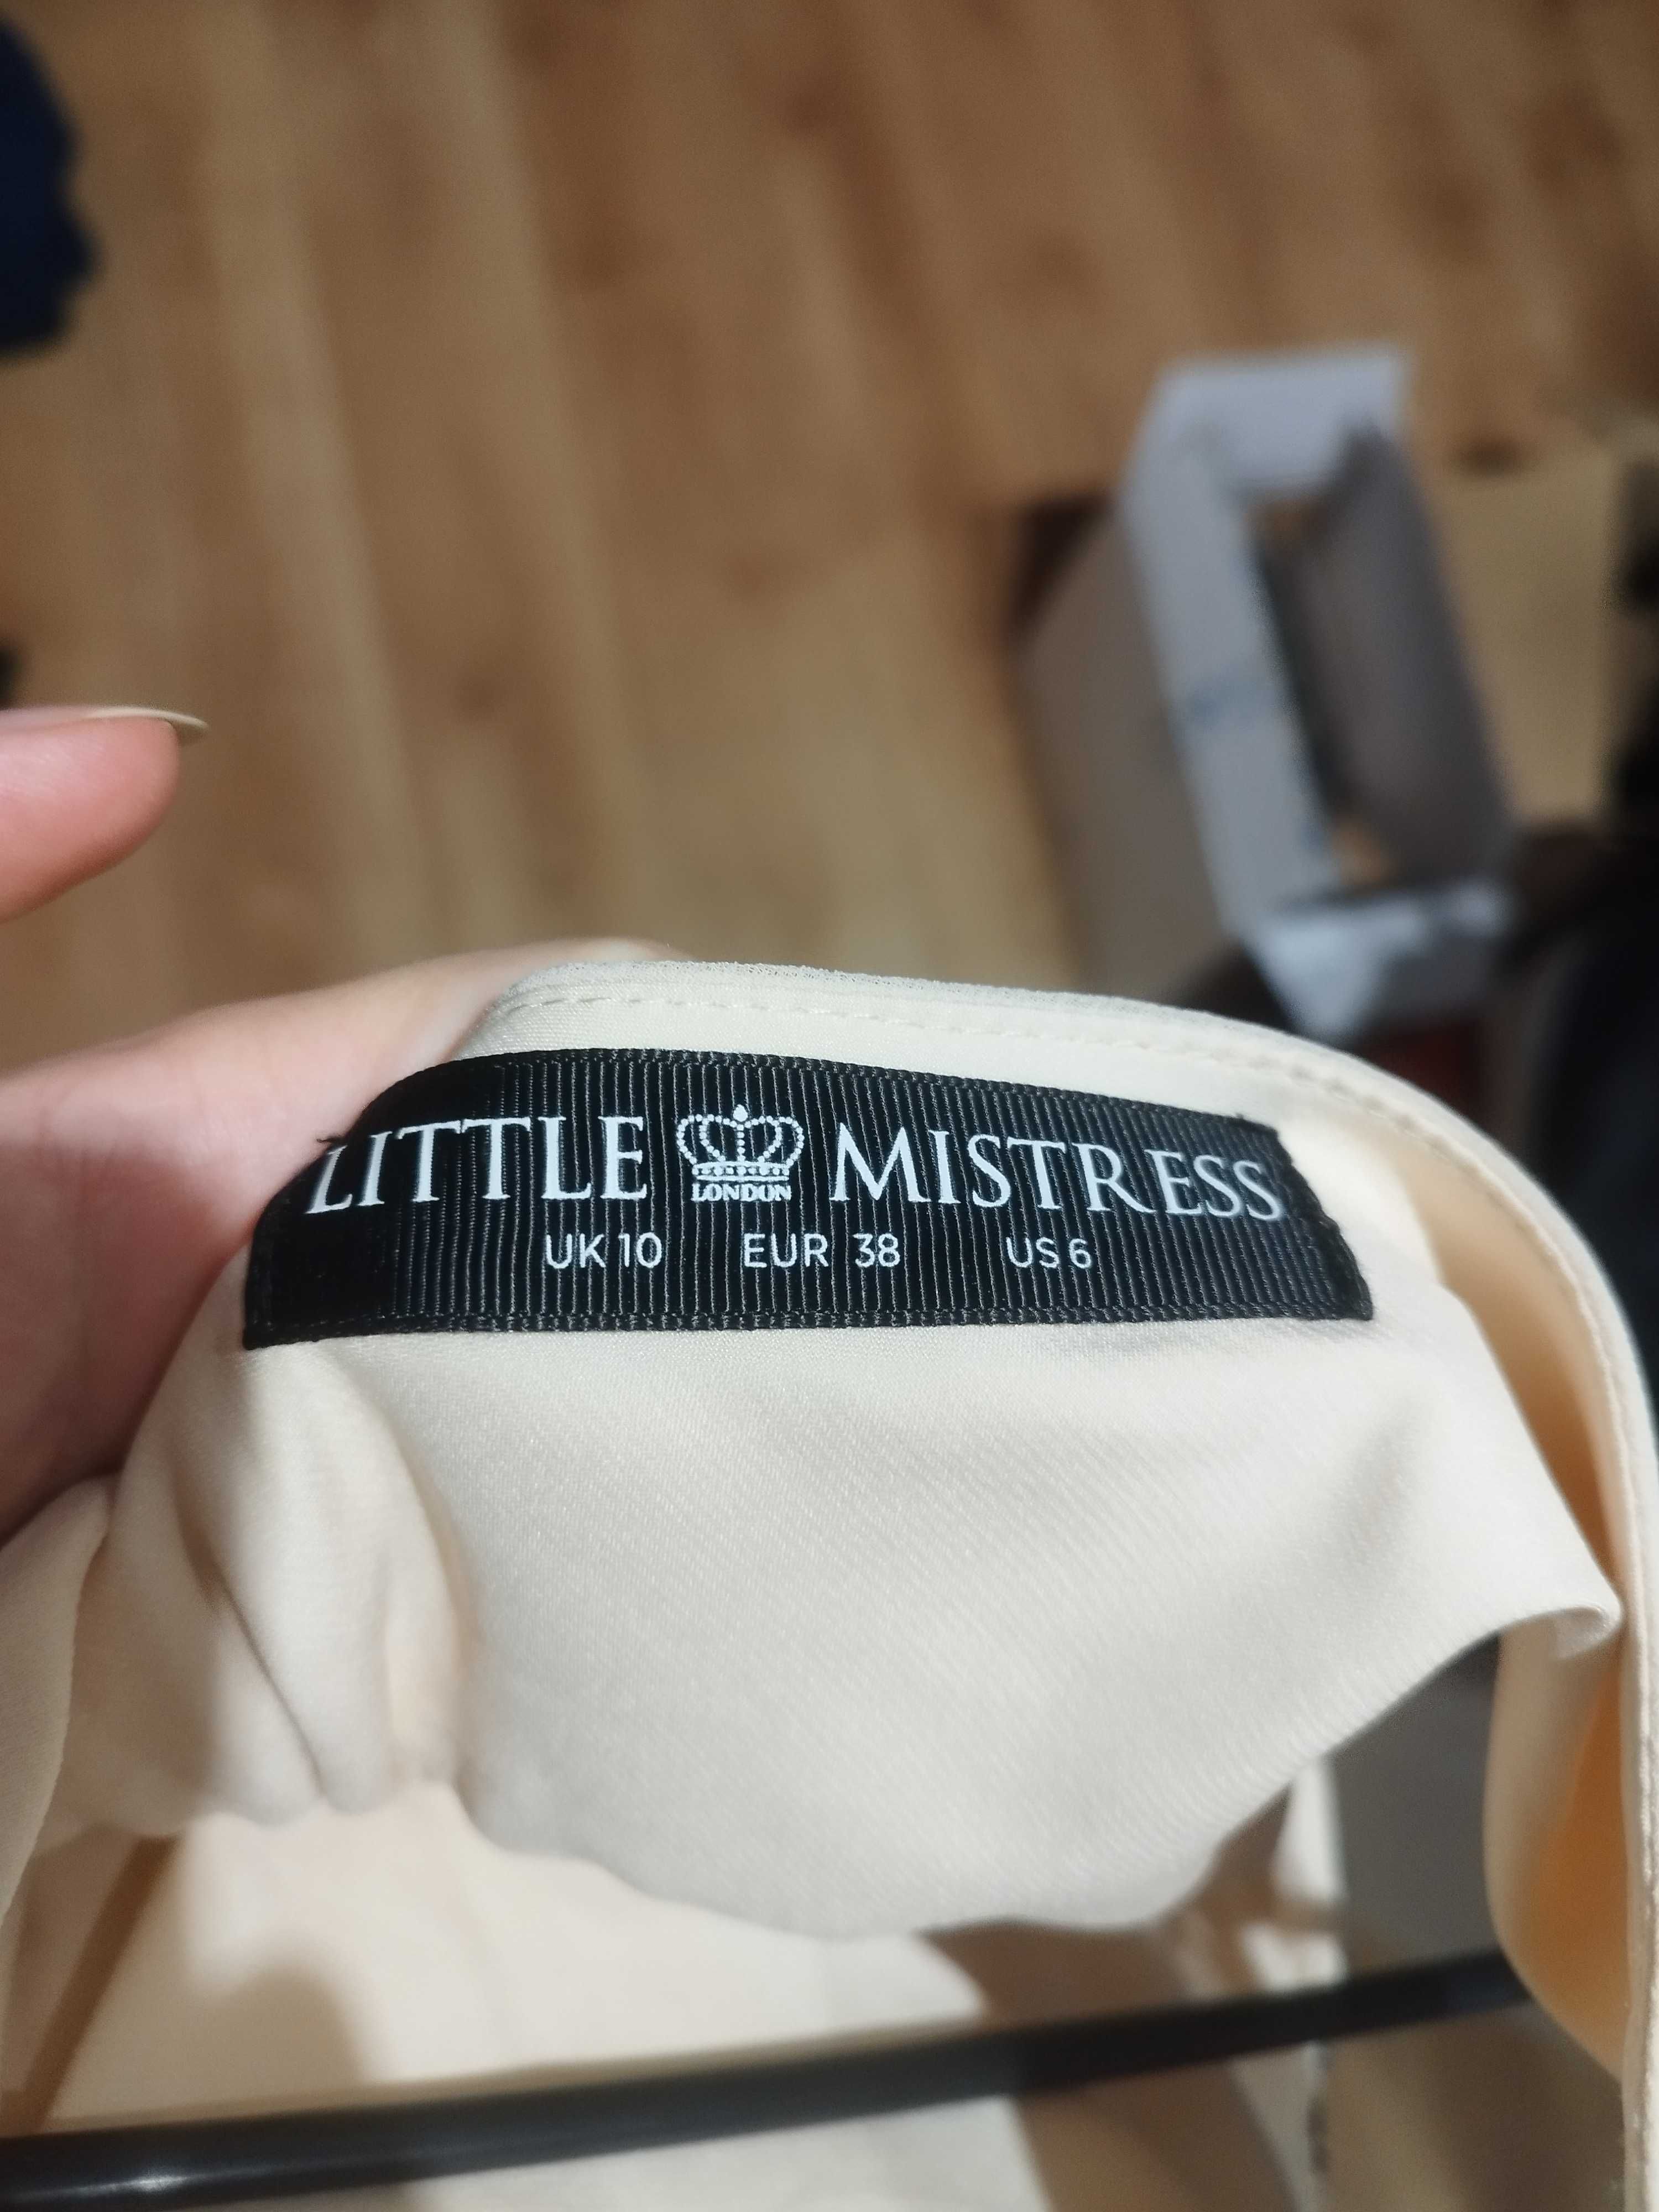 LITTLE LONDON MISTRESS
UK 10 EUR 38 US 6